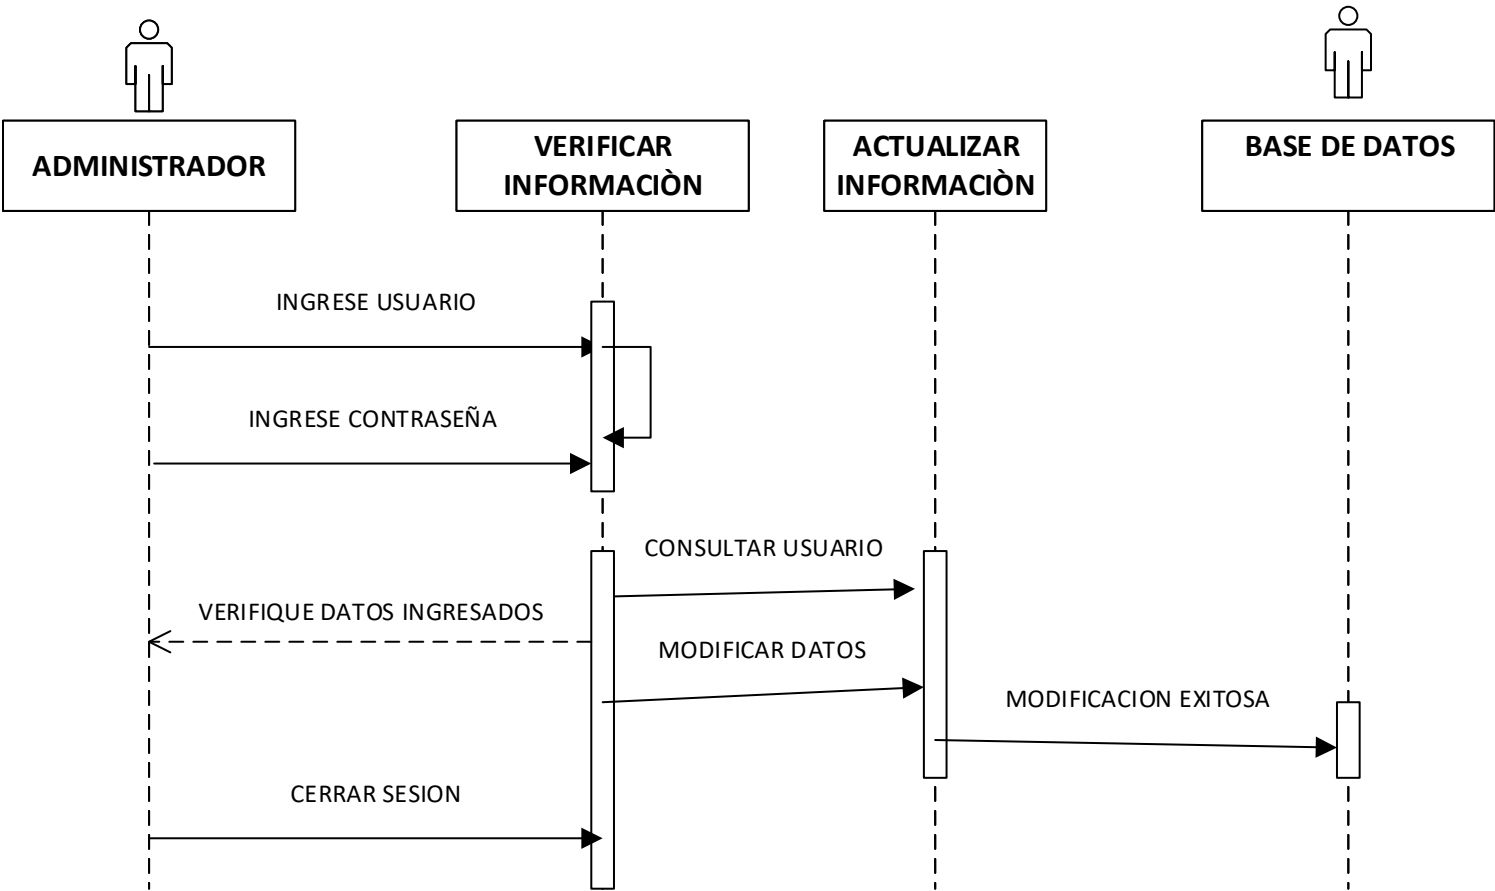 ADMINISTRADOR
VERIFICAR
INFORMACIÒN
ACTUALIZAR
INFORMACIÒN
BASE DE DATOS
INGRESE USUARIO
INGRESE CONTRASEÑA
CONSULTAR USUARIO
VERIFIQUE DATOS INGRESADOS
MODIFICAR DATOS
MODIFICACION EXITOSA
CERRAR SESION